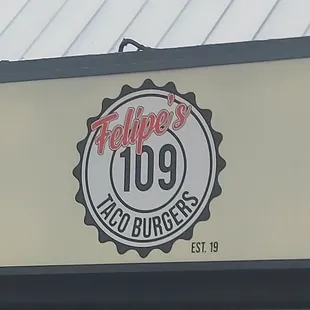 Felipe's
109
TACO BURGERS
EST. 19